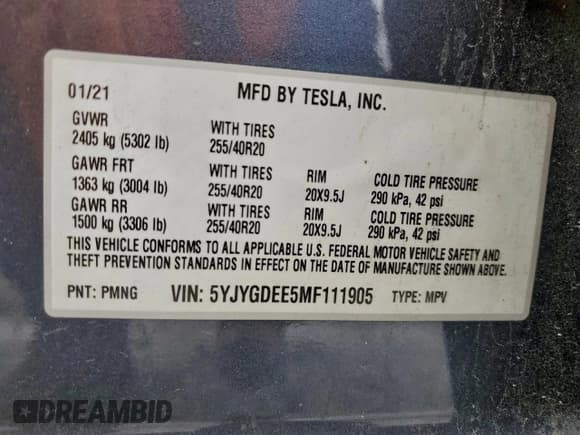 01/21 MFD BY TESLA, INC.
GVWR WITH TIRES
2405 kg (5302 lb) 255/40R20
GAWR FRT WITH TIRES RIM COLD TIRE PRESSURE
1363 kg (3004 lb) 255/40R20 20X9.5J 290 kPa, 42 psi
GAWR RR WITH TIRES RIM COLD TIRE PRESSURE
1500 kg (3306 lb) 255/40R20 20X9.5J 290 kPa, 42 psi
THIS VEHICLE CONFORMS TO ALL APPLICABLE U.S. FEDERAL MOTOR VEHICLE SAFETY AND
THEFT PREVENTION STANDARDS IN EFFECT ON THE DATE OF MANUFACTURE SHOWN ABOVE.
PNT: PMNG VIN: 5YJYGDEE5MF111905 TYPE: MPV
DREAMBID